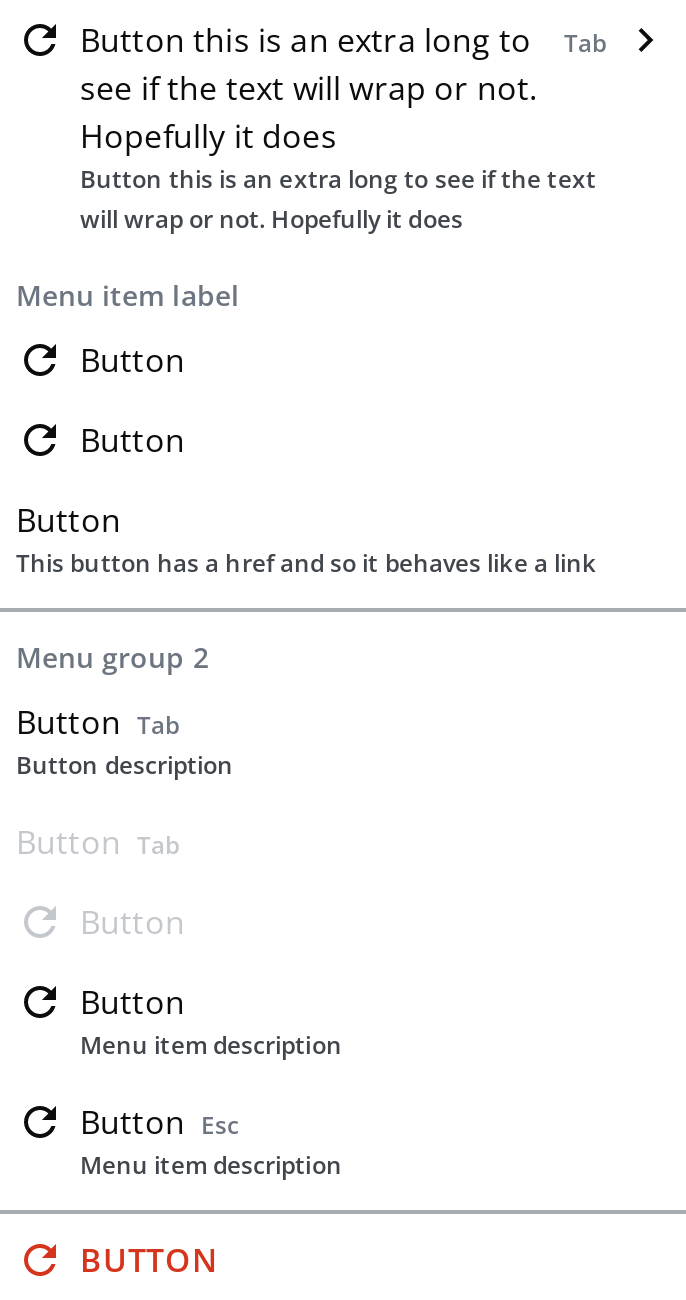 Button this is an extra long to Tab
see if the text will wrap or not.
Hopefully it does
Button this is an extra long to see if the text
will wrap or not. Hopefully it does
Menu item label
Button
Button
Button
This button has a href and so it behaves like a link
Menu group 2
Button Tab
Button description
Button Tab
Button
Button
Menu item description
Button Esc
Menu item description
BUTTON